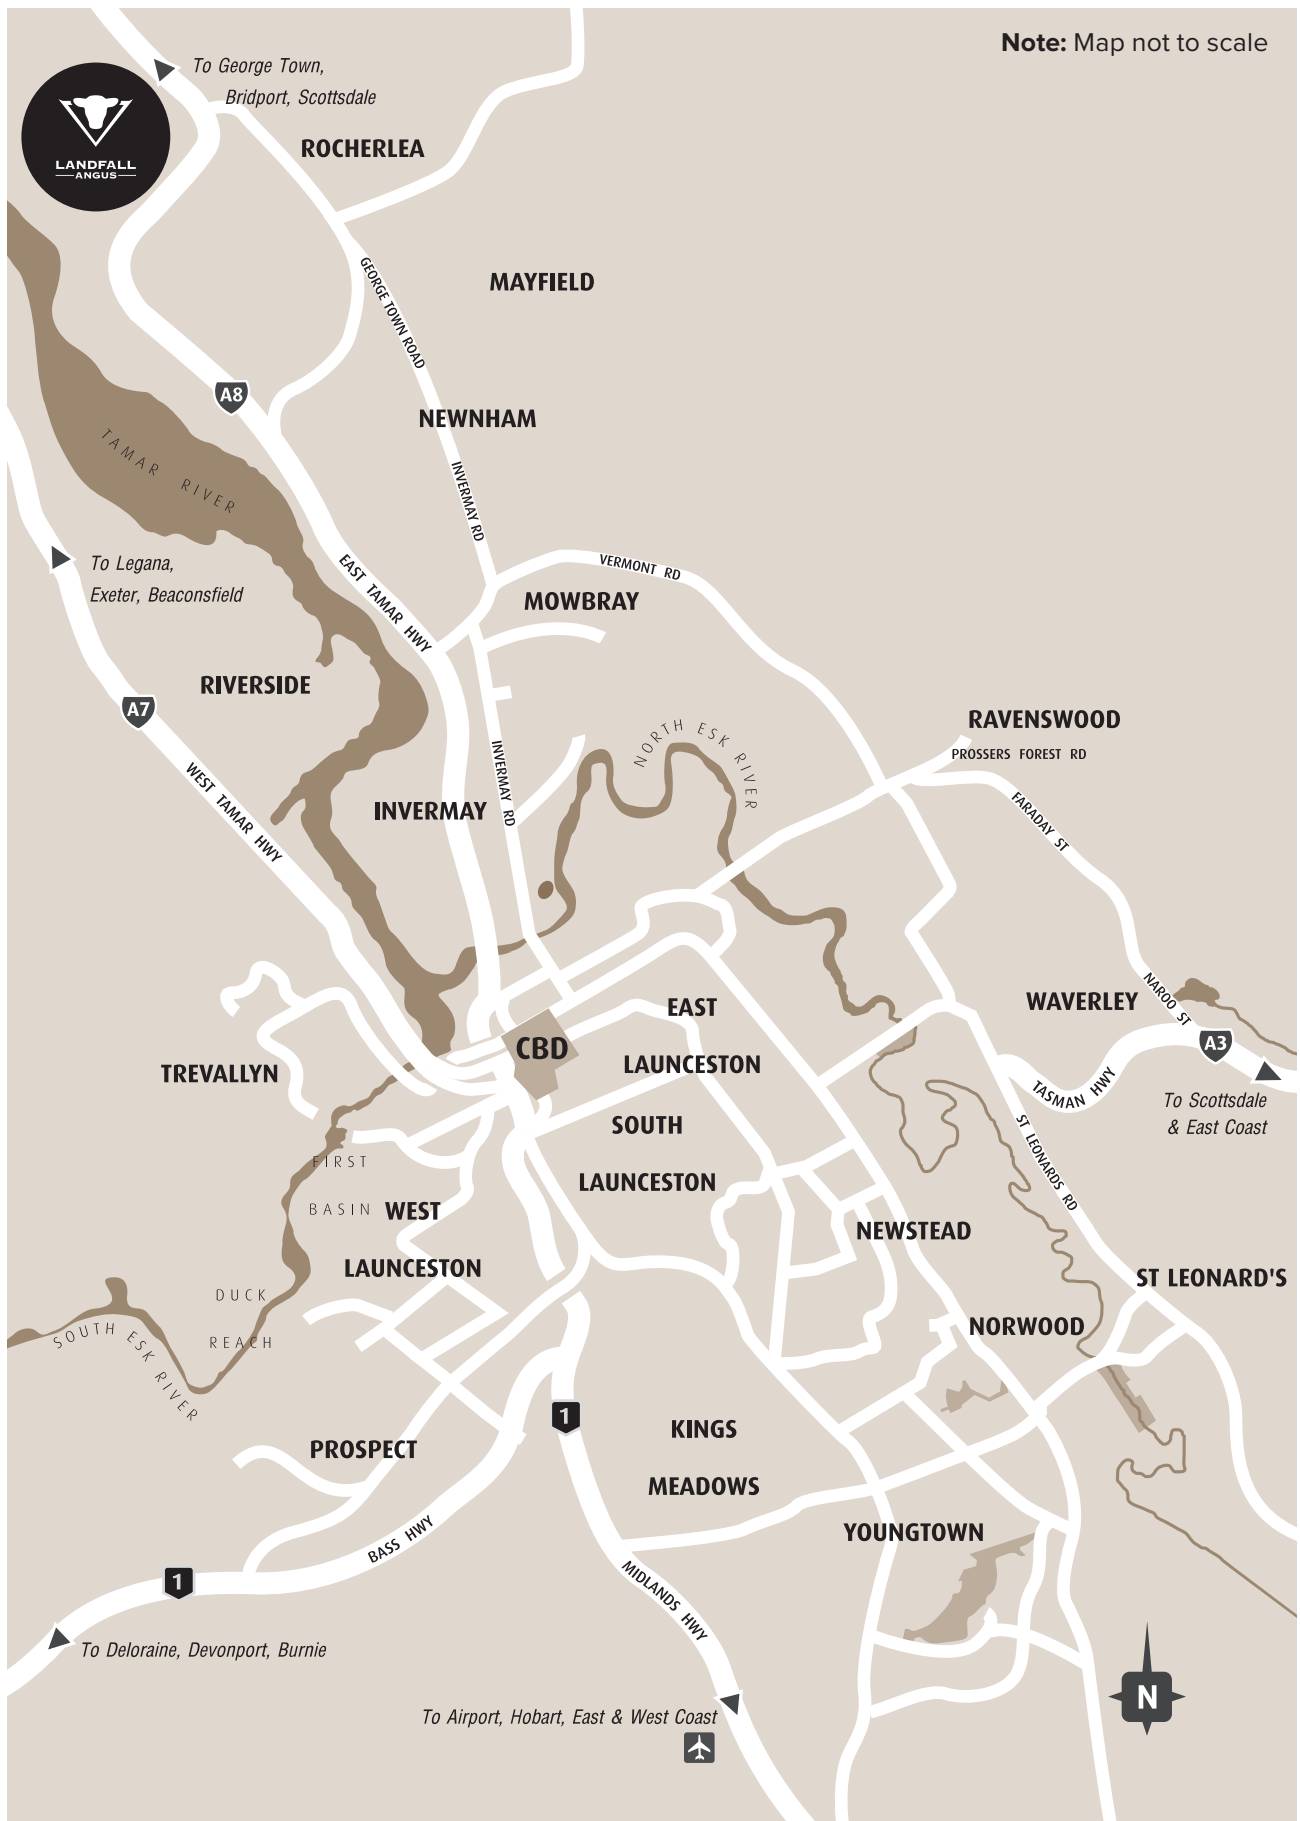 Note: Map not to scale
To George Town,
Bridport, Scottsdale
LANDFALL
ANGUS
ROCHERLEA
MAYFIELD
GEORGE TOWN ROAD
A8
NEWNHAM
TAMAR RIVER
INVERMAY RD
To Legana,
Exeter, Beaconsfield
EAST TAMAR HWY
VERMONT RD
MOWBRAY
RIVERSIDE
A7
RAVENSWOOD
NORTH ESK RIVER
PROSSERS FOREST RD
WEST TAMAR HWY
INVERMAY RD
INVERMAY
FARADAY ST
NAROO ST
WAVERLEY
A3
EAST
LAUNCESTON
CBD
TREVALLYN
TASMAN HWY
To Scottsdale
& East Coast
SOUTH
LAUNCESTON
ST LEONARDS RD
FIRST
BASIN
WEST
LAUNCESTON
NEWSTEAD
ST LEONARD'S
DUCK
REACH
SOUTH ESK RIVER
NORWOOD
1
KINGS
MEADOWS
PROSPECT
YOUNGTOWN
BASS HWY
1
MIDLANDS HWY
To Deloraine, Devonport, Burnie
N
To Airport, Hobart, East & West Coast